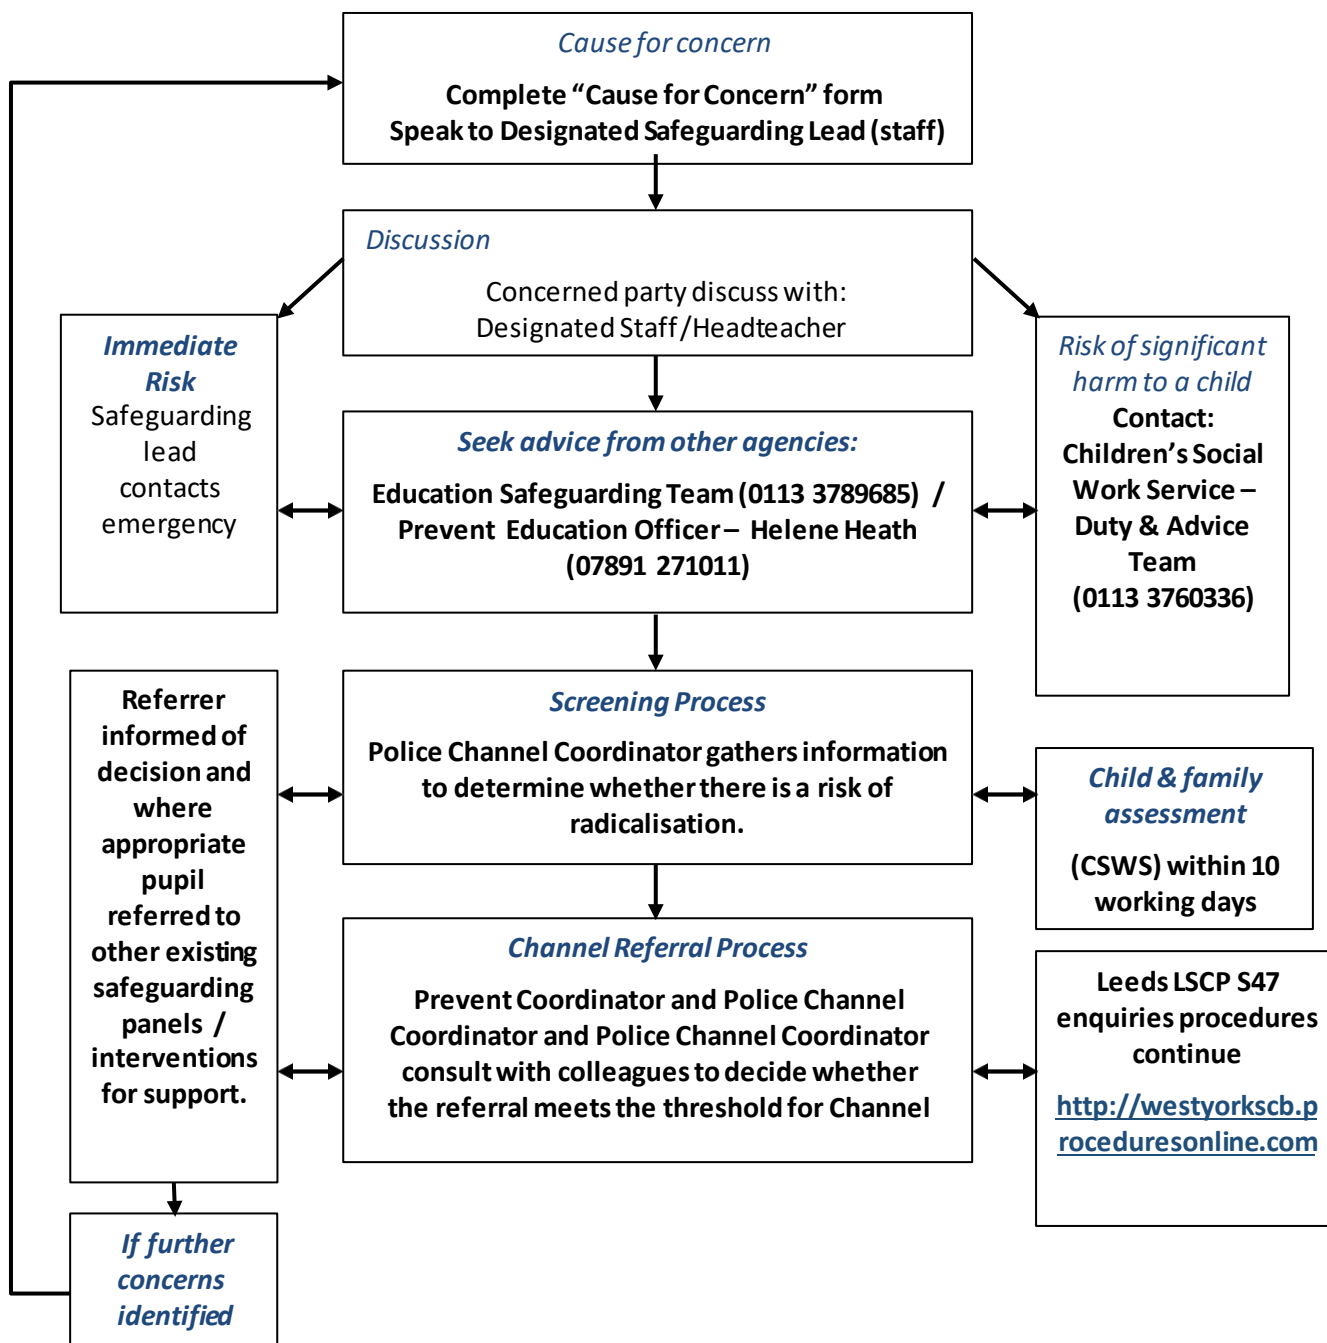 Cause for concern
Complete “Cause for Concern” form
Speak to Designated Safeguarding Lead (staff)
Discussion
Concerned party discuss with:
Designated Staff/Headteacher
Immediate
Risk
Safeguarding
lead
contacts
emergency
Risk of significant
harm to a child
Contact:
Children’s Social
Work Service –
Duty & Advice
Team
(0113 3760336)
Seek advice from other agencies:
Education Safeguarding Team (0113 3789685) /
Prevent Education Officer – Helene Heath
(07891 271011)
Referrer
informed of
decision and
where
appropriate
pupil
referred to
other existing
safeguarding
panels /
interventions
for support.
Screening Process
Police Channel Coordinator gathers information
to determine whether there is a risk of
radicalisation.
Child & family
assessment
(CSWS) within 10
working days
Channel Referral Process
Prevent Coordinator and Police Channel
Coordinator and Police Channel Coordinator
consult with colleagues to decide whether
the referral meets the threshold for Channel
Leeds LSCP S47
enquiries procedures
continue
http://westyorkscb.p
roceduresonline.com
If further
concerns
identified